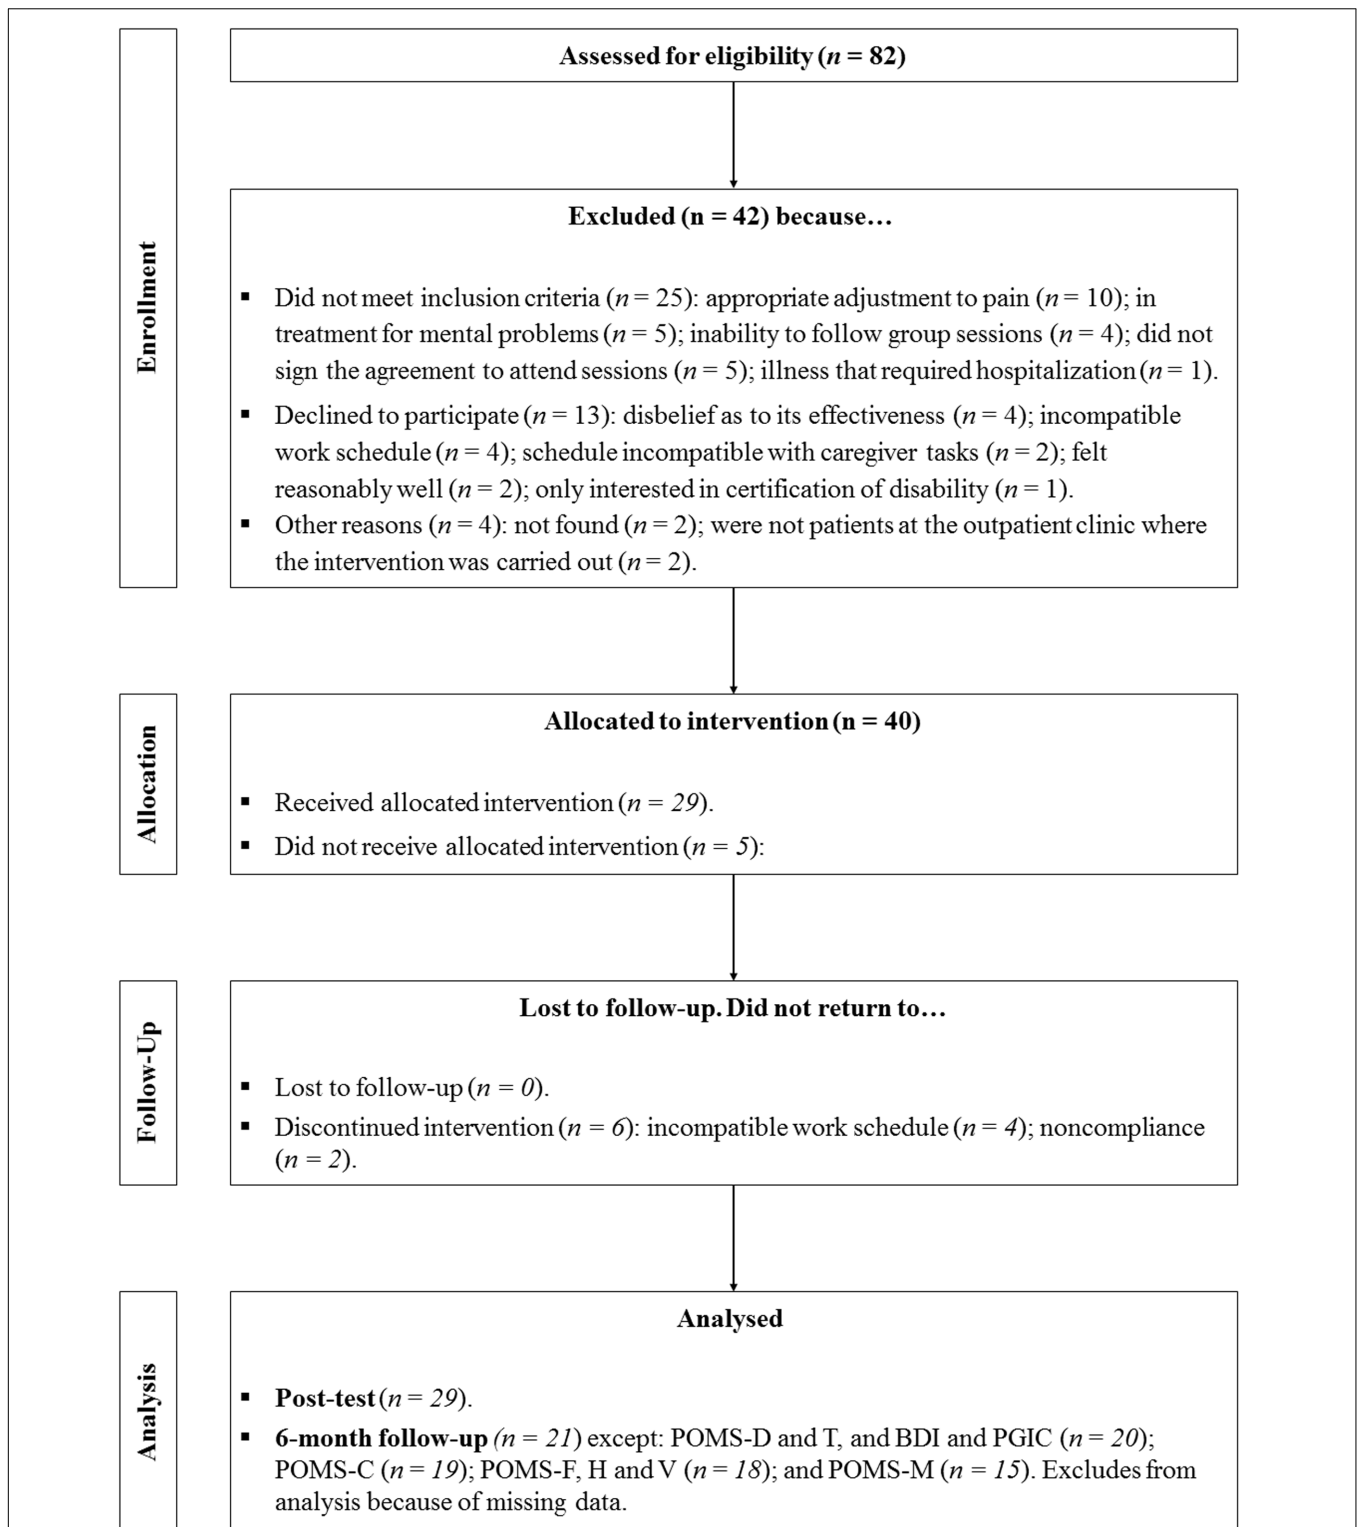 Assessed for eligibility (n = 82)
Enrollment
Excluded (n = 42) because…
▪ Did not meet inclusion criteria (n = 25): appropriate adjustment to pain (n = 10); in
treatment for mental problems (n = 5); inability to follow group sessions (n = 4); did not
sign the agreement to attend sessions (n = 5); illness that required hospitalization (n = 1).
▪ Declined to participate (n = 13): disbelief as to its effectiveness (n = 4); incompatible
work schedule (n = 4); schedule incompatible with caregiver tasks (n = 2); felt
reasonably well (n = 2); only interested in certification of disability (n = 1).
▪ Other reasons (n = 4): not found (n = 2); were not patients at the outpatient clinic where
the intervention was carried out (n = 2).
Allocation
Allocated to intervention (n = 40)
▪ Received allocated intervention (n = 29).
▪ Did not receive allocated intervention (n = 5):
Follow-Up
Lost to follow-up. Did not return to…
▪ Lost to follow-up (n = 0).
▪ Discontinued intervention (n = 6): incompatible work schedule (n = 4); noncompliance
(n = 2).
Analysis
Analysed
▪ Post-test (n = 29).
▪ 6-month follow-up (n = 21) except: POMS-D and T, and BDI and PGIC (n = 20);
POMS-C (n = 19); POMS-F, H and V (n = 18); and POMS-M (n = 15). Excludes from
analysis because of missing data.